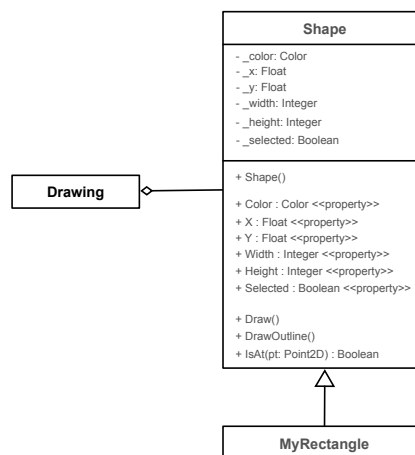 Shape
- _color: Color
- _x: Float
- _y: Float
- _width: Integer
- _height: Integer
- _selected: Boolean
Drawing
+ Shape()
+ Color : Color <<property>>
+ X : Float <<property>>
+ Y : Float <<property>>
+ Width : Integer <<property>>
+ Height : Integer <<property>>
+ Selected : Boolean <<property>>
+ Draw()
+ DrawOutline()
+ IsAt(pt: Point2D) : Boolean
MyRectangle